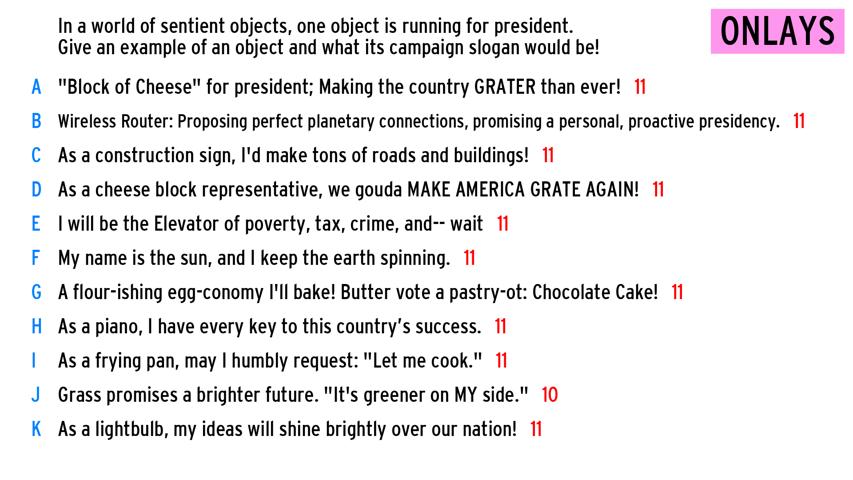 In a world of sentient objects, one object is running for president.
Give an example of an object and what its campaign slogan would be!
ONLAYS
A "Block of Cheese" for president; Making the country GRATER than ever! 11
B Wireless Router: Proposing perfect planetary connections, promising a personal, proactive presidency. 11
C As a construction sign, I'd make tons of roads and buildings! 11
D As a cheese block representative, we gouda MAKE AMERICA GRATE AGAIN! 11
E I will be the Elevator of poverty, tax, crime, and-- wait 11
F My name is the sun, and I keep the earth spinning. 11
G A flour-ishing egg-conomy I'll bake! Butter vote a pastry-ot: Chocolate Cake! 11
H As a piano, I have every key to this country's success. 11
I As a frying pan, may I humbly request: "Let me cook." 11
J Grass promises a brighter future. "It's greener on MY side." 10
K As a lightbulb, my ideas will shine brightly over our nation! 11